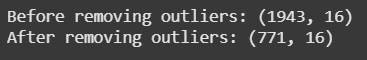 Before removing outliers: (1943, 16)
After removing outliers: (771, 16)